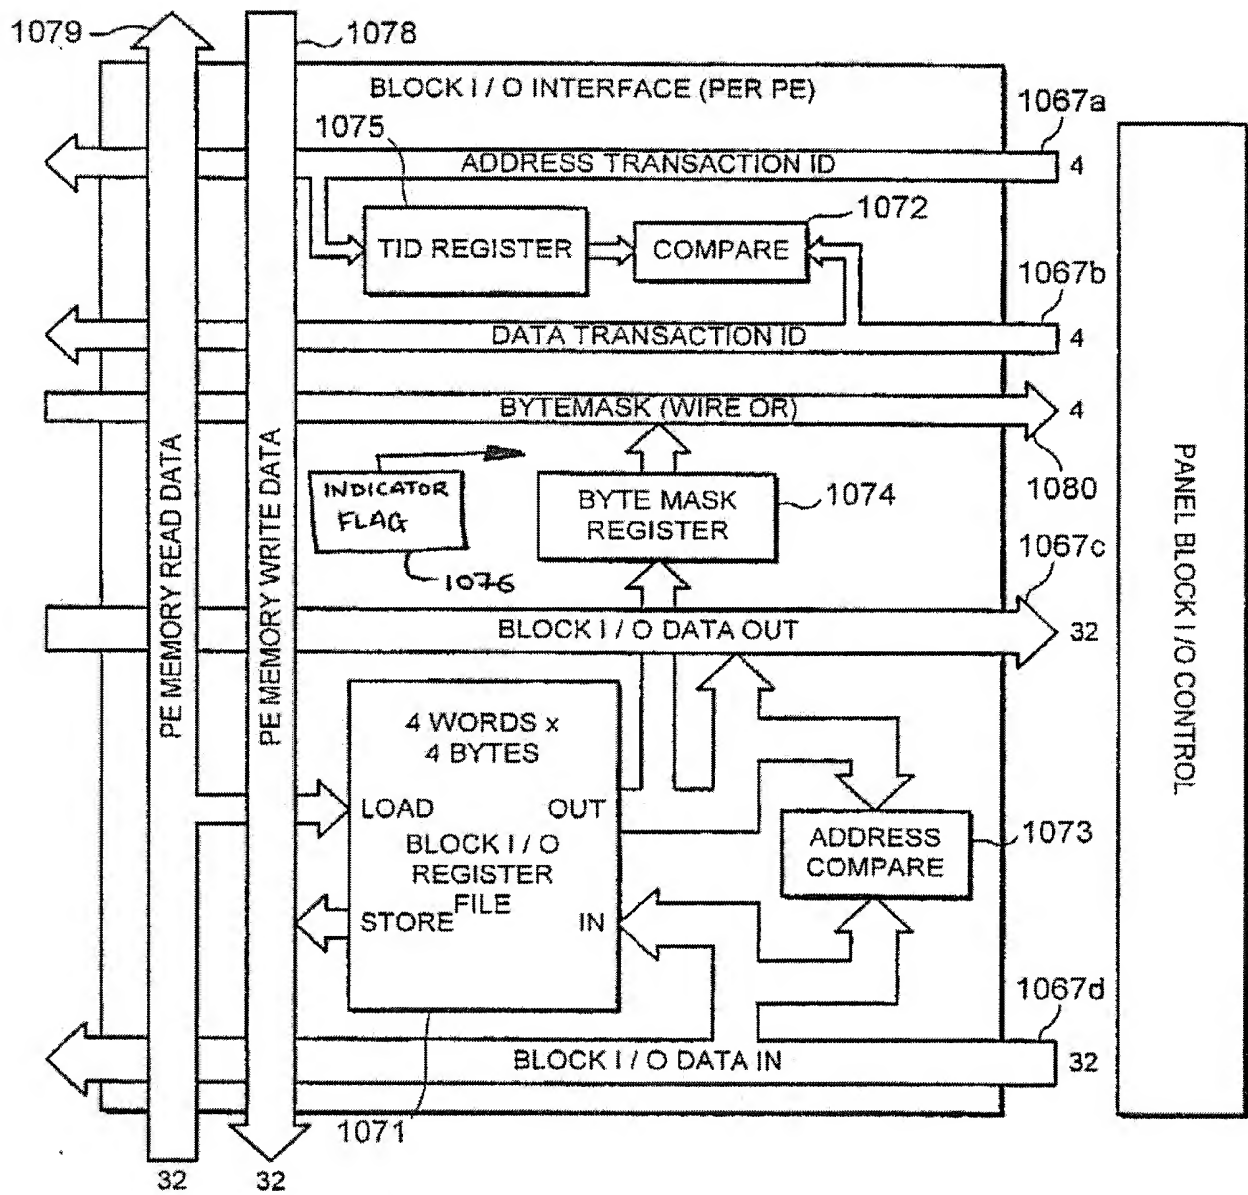 1079
1078
BLOCK I / O INTERFACE (PER PE)
1075
1067a
ADDRESS TRANSACTION ID
4
1072
TID REGISTER
COMPARE
1067b
DATA TRANSACTION ID
4
BYTEMASK (WIRE OR)
4
1080
INDICATOR
FLAG
1076
BYTE MASK
REGISTER
1074
1067c
BLOCK I / O DATA OUT
32
PE MEMORY READ DATA
PE MEMORY WRITE DATA
PANEL BLOCK I /O CONTROL
4 WORDS x
4 BYTES
LOAD
OUT
BLOCK I / O
REGISTER
FILE
STORE
IN
ADDRESS
COMPARE
1073
1067d
BLOCK I / O DATA IN
32
1071
32
32